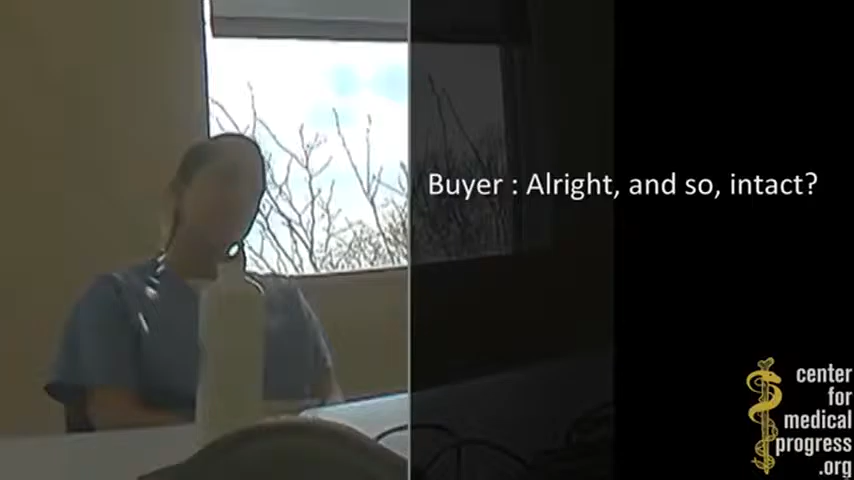 Buyer : Alright, and so, intact?
center
for
medical
progress
.org